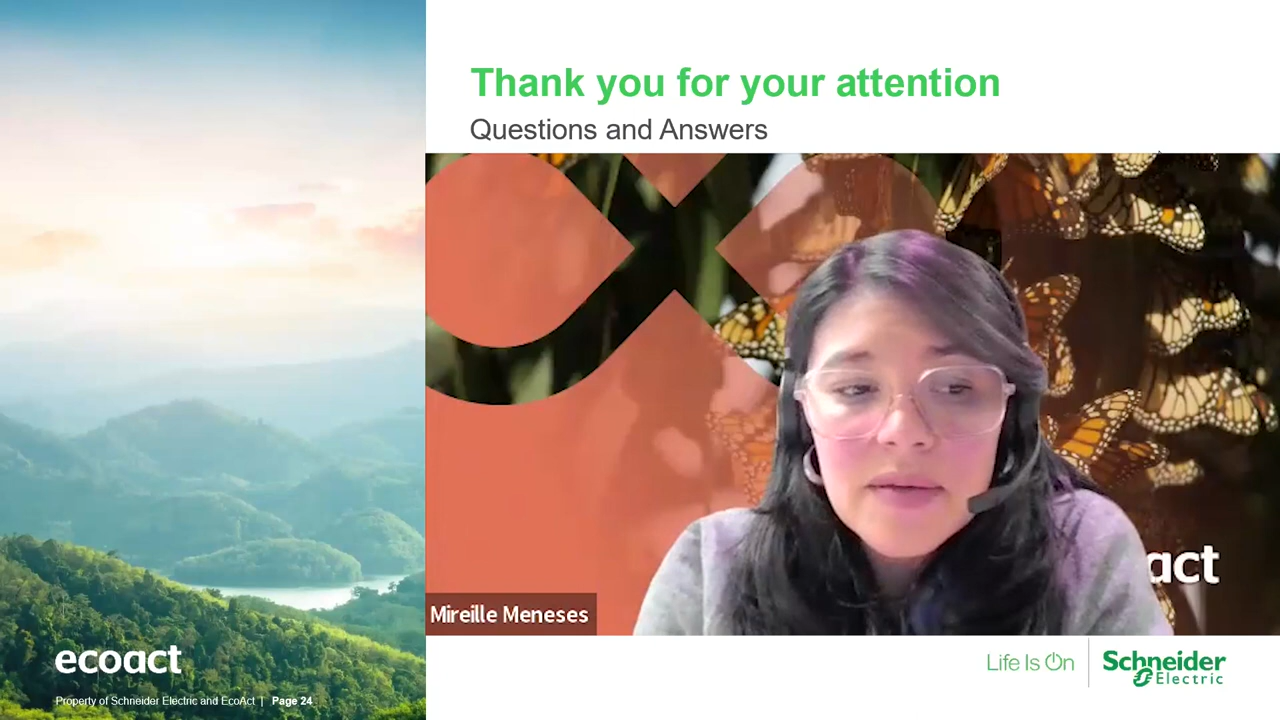 Thank you for your attention
Questions and Answers
act
Mireille Meneses
ecoact
Property of Schneider Electric and EcoAct | Page 24
Life Is On
Schneider
Electric